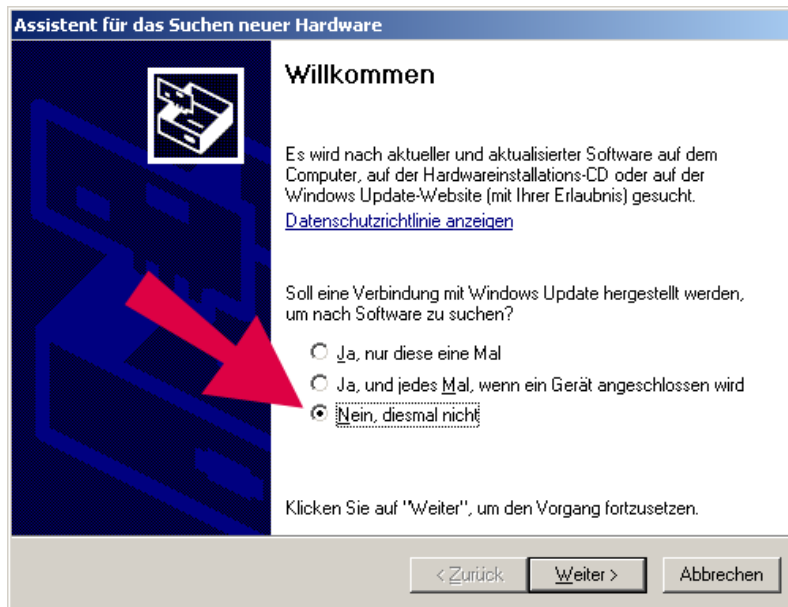 Assistent für das Suchen neuer Hardware
Willkommen
Es wird nach aktueller und aktualisierter Software auf dem
Computer, auf der Hardwareinstallations-CD oder auf der
Windows Update-Website (mit Ihrer Erlaubnis) gesucht.
Datenschutzrichtlinie anzeigen
Soll eine Verbindung mit Windows Update hergestellt werden,
um nach Software zu suchen?
Ja, nur diese eine Mal
Ja, und jedes Mal, wenn ein Gerät angeschlossen wird
Nein, diesmal nicht
Klicken Sie auf "Weiter", um den Vorgang fortzusetzen.
< Zurück Weiter > Abbrechen